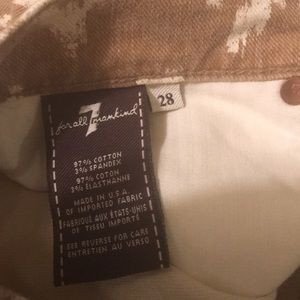 7
for all mankind
28
97% COTTON
3% SPANDEX
97% COTON
3% ÉLASTHANNE
MADE IN U.S.A.
OF IMPORTED FABRIC
FABRIQUÉ AUX ÉTATS-UNIS
DE TISSU IMPORTÉ
SEE REVERSE FOR CARE
ENTRETIEN AU VERSO